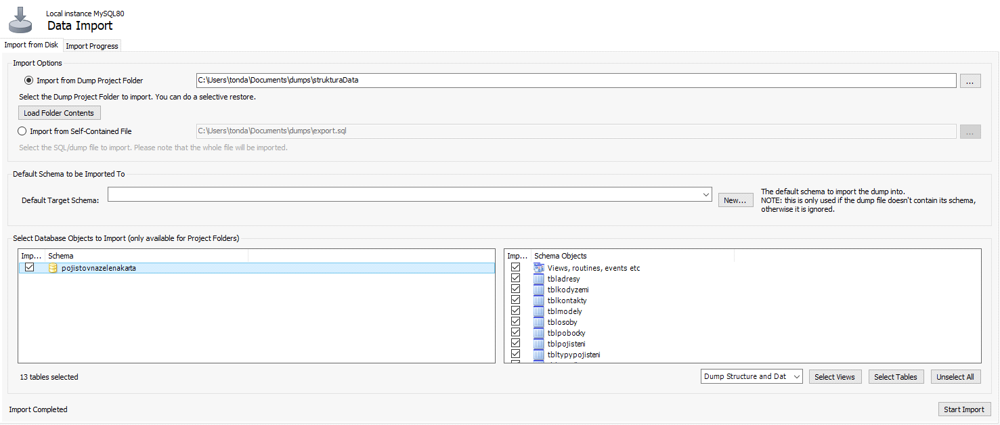 Local instance MySQL80
Data Import
Import from Disk
Import Progress
Import Options
Import from Dump Project Folder
C:\Users\tonda\Documents\dumps\strukturaData
...
Select the Dump Project Folder to import. You can do a selective restore.
Load Folder Contents
Import from Self-Contained File
C:\Users\tonda\Documents\dumps\export.sql
...
Select the SQL/dump file to import. Please note that the whole file will be imported.
Default Schema to be Imported To
Default Target Schema:
New...
The default schema to import the dump into.
NOTE: this is only used if the dump file doesn't contain its schema,
otherwise it is ignored.
Select Database Objects to Import (only available for Project Folders)
Imp... Schema
pojistovnazelenakarta
Imp... Schema Objects
Views, routines, events etc
tbladresy
tblkodyzemi
tblkontakty
tblmodely
tblosoby
tblpobodky
tblpojisteni
tbltypypojisteni
13 tables selected
Dump Structure and Dat
Select Views
Select Tables
Unselect All
Import Completed
Start Import